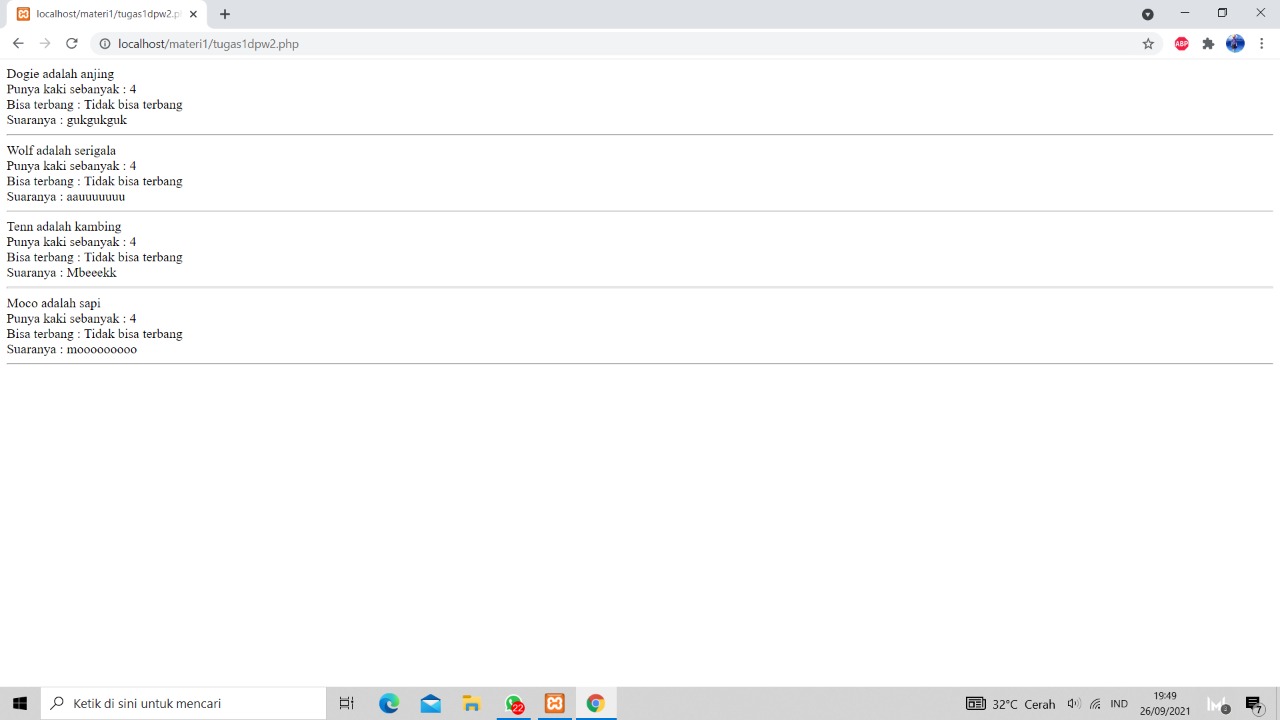 localhost/materi1/tugas1dpw2.p
localhost/materi1/tugas1dpw2.php
ABP
Dogie adalah anjing
Punya kaki sebanyak : 4
Bisa terbang : Tidak bisa terbang
Suaranya : gukgukguk
Wolf adalah serigala
Punya kaki sebanyak : 4
Bisa terbang : Tidak bisa terbang
Suaranya : aauuuuuuu
Tenn adalah kambing
Punya kaki sebanyak : 4
Bisa terbang : Tidak bisa terbang
Suaranya : Mbeeekk
Moco adalah sapi
Punya kaki sebanyak : 4
Bisa terbang : Tidak bisa terbang
Suaranya : mooooooooo
Ketik di sini untuk mencari
22
32°C Cerah
IND
19:49
26/09/2021
7